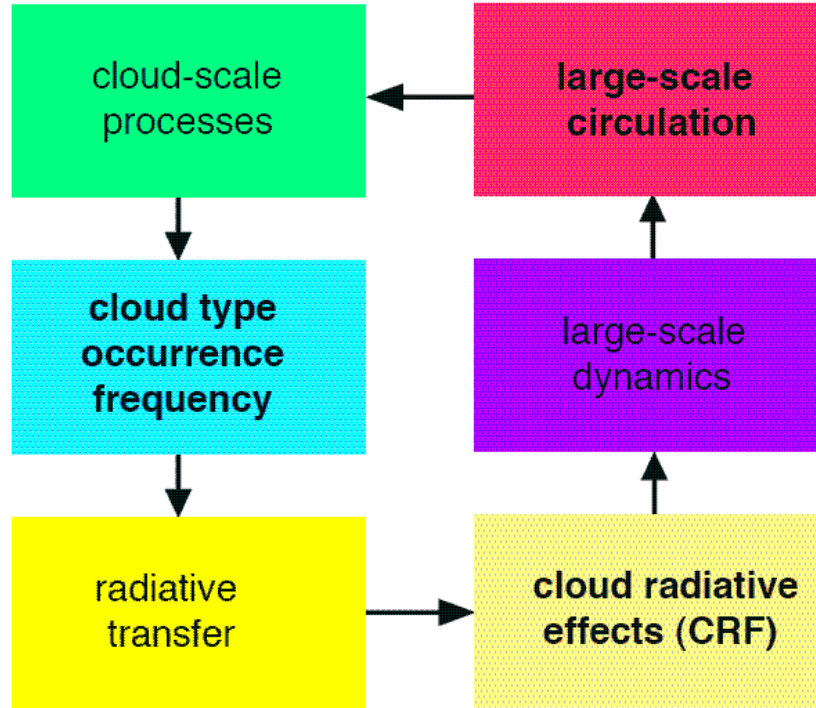 cloud-scale
processes
large-scale
circulation
cloud type
occurrence
frequency
large-scale
dynamics
radiative
transfer
cloud radiative
effects (CRF)